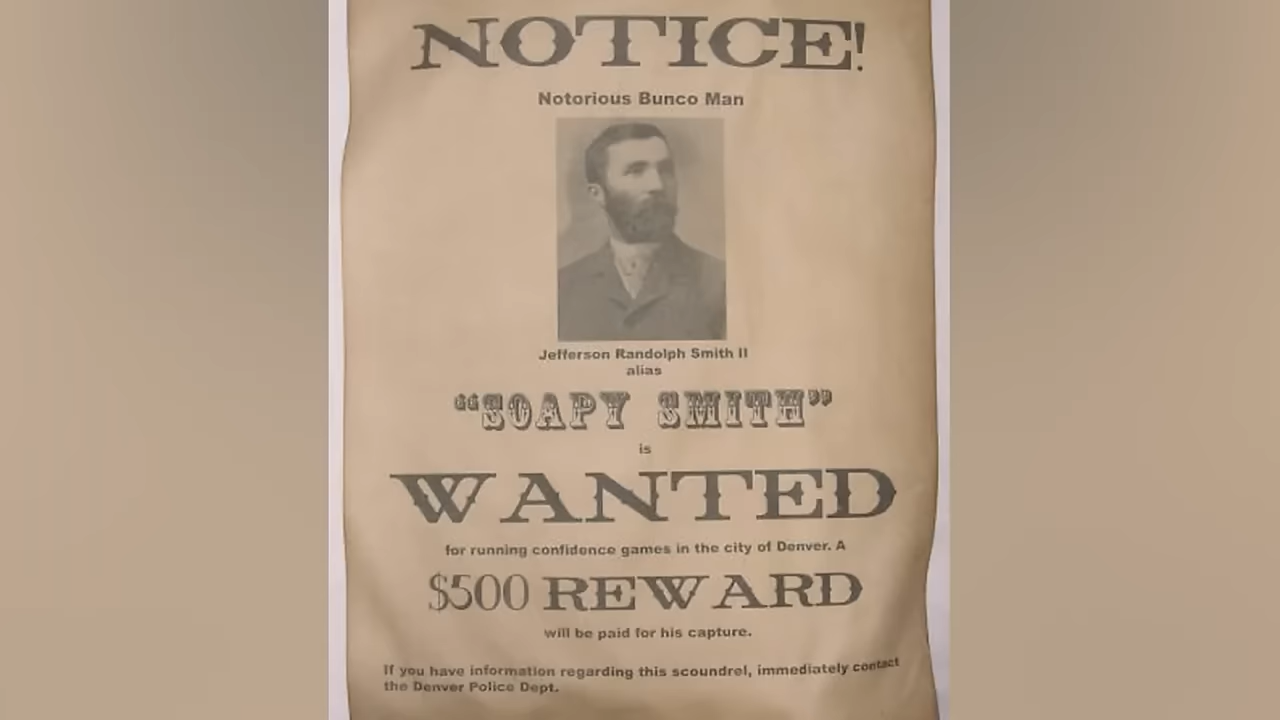 NOTICE!
Notorious Bunco Man
Jefferson Randolph Smith II
alias
“SOAPY SMITH”
is
WANTED
for running confidence games in the city of Denver. A
$500 REWARD
will be paid for his capture.
If you have information regarding this scoundrel, immediately contact
the Denver Police Dept.